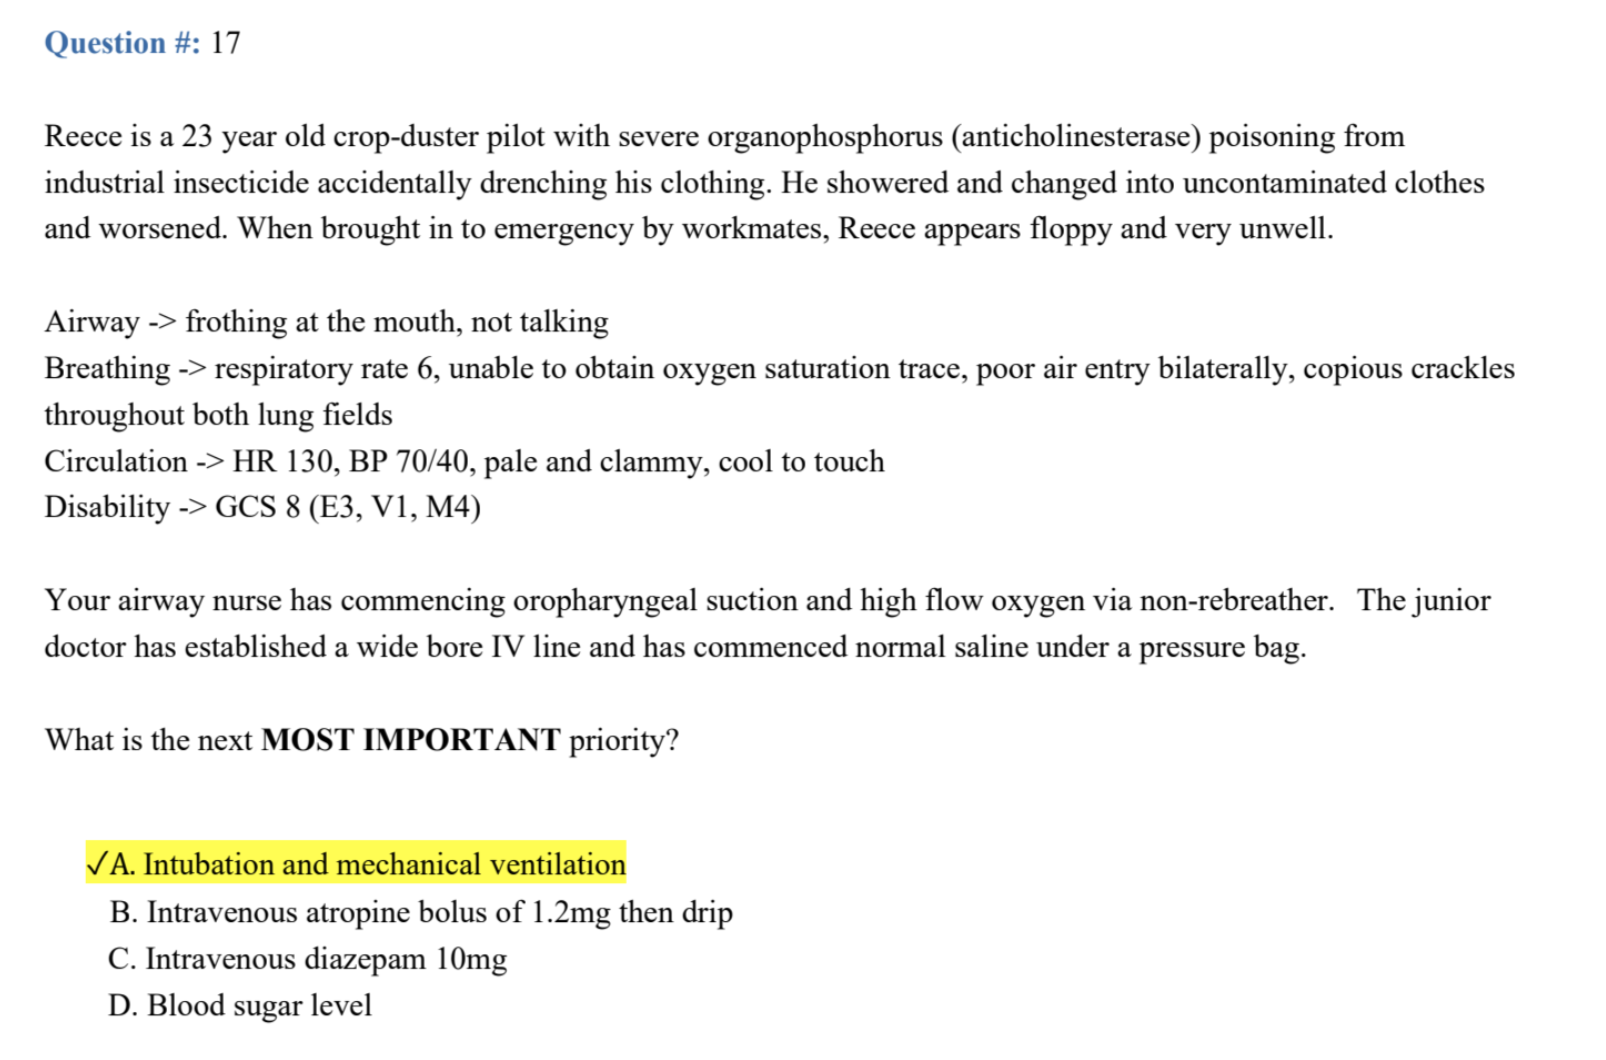 Question #: 17
Reece is a 23 year old crop-duster pilot with severe organophosphorus (anticholinesterase) poisoning from
industrial insecticide accidentally drenching his clothing. He showered and changed into uncontaminated clothes
and worsened. When brought in to emergency by workmates, Reece appears floppy and very unwell.
Airway -> frothing at the mouth, not talking
Breathing -> respiratory rate 6, unable to obtain oxygen saturation trace, poor air entry bilaterally, copious crackles
throughout both lung fields
Circulation -> HR 130, BP 70/40, pale and clammy, cool to touch
Disability -> GCS 8 (E3, V1, M4)
Your airway nurse has commencing oropharyngeal suction and high flow oxygen via non-rebreather. The junior
doctor has established a wide bore IV line and has commenced normal saline under a pressure bag.
What is the next MOST IMPORTANT priority?
✓A. Intubation and mechanical ventilation
B. Intravenous atropine bolus of 1.2mg then drip
C. Intravenous diazepam 10mg
D. Blood sugar level